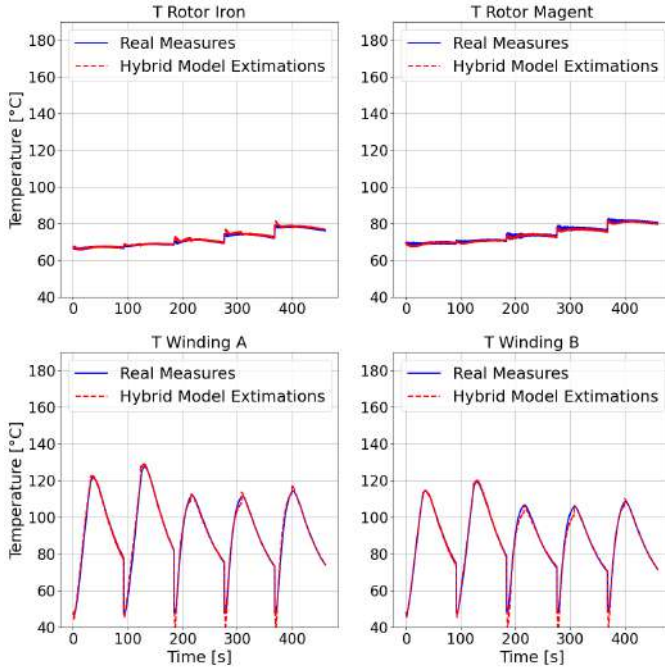 T Rotor Iron
Temperature [°C]
180
160
140
120
100
80
60
40
Real Measures
Hybrid Model Extimations
0 100 200 300 400
T Rotor Magent
180
160
140
120
100
80
60
40
Real Measures
Hybrid Model Extimations
0 100 200 300 400
T Winding A
Temperature [°C]
180
160
140
120
100
80
60
40
Real Measures
Hybrid Model Extimations
0 100 200 300 400
Time [s]
T Winding B
180
160
140
120
100
80
60
40
Real Measures
Hybrid Model Extimations
0 100 200 300 400
Time [s]